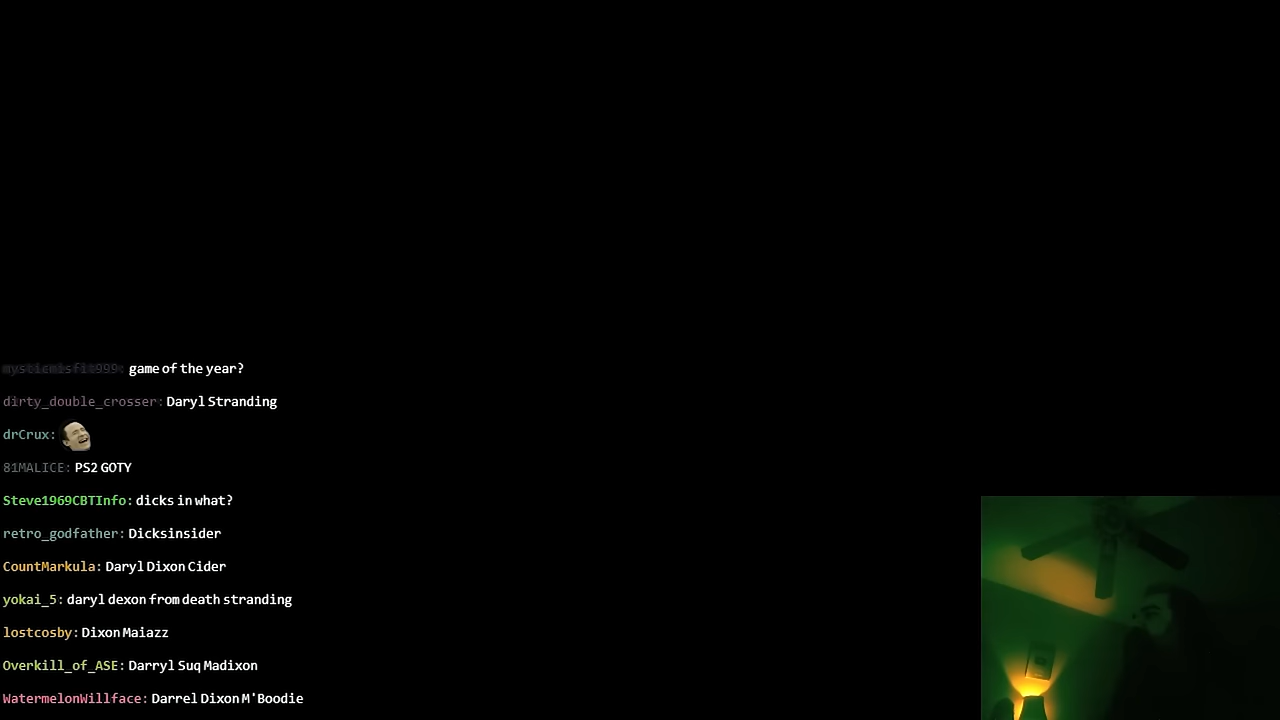 mysticmisfit999: game of the year?
dirty_double_crosser: Daryl Stranding
drCrux:
81MALICE: PS2 GOTY
Steve1969CBTInfo: dicks in what?
retro_godfather: Dicksinsider
CountMarkula: Daryl Dixon Cider
yokai_5: daryl dexon from death stranding
lostcosby: Dixon Maiazz
Overkill_of_ASE: Darryl Suq Madixon
WatermelonWillface: Darrel Dixon M'Boodie